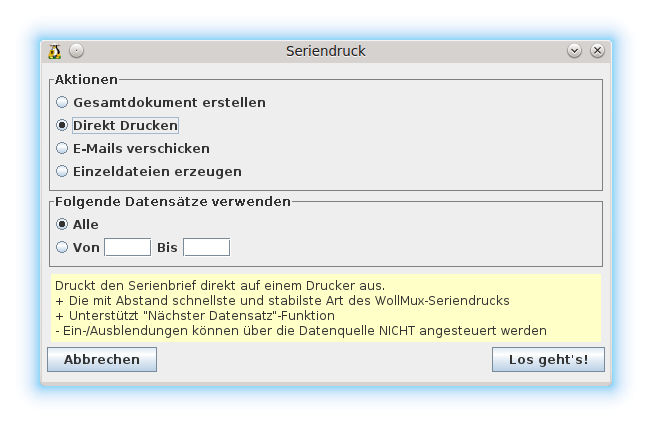 Seriendruck
Aktionen
Gesamtdokument erstellen
Direkt Drucken
E-Mails verschicken
Einzeldateien erzeugen
Folgende Datensätze verwenden
Alle
Von Bis
Druckt den Serienbrief direkt auf einem Drucker aus.
+ Die mit Abstand schnellste und stabilste Art des WollMux-Seriendrucks
+ Unterstützt "Nächster Datensatz"-Funktion
- Ein-/Ausblendungen können über die Datenquelle NICHT angesteuert werden
Abbrechen Los geht's!